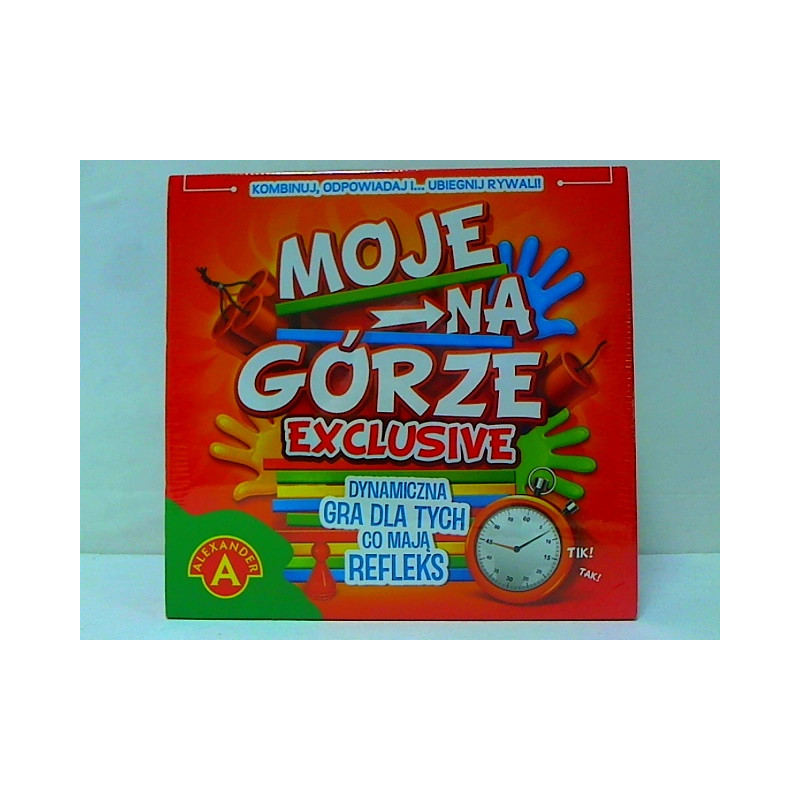 KOMBINUJ, ODPOWIADAJ I... UBIEGNIJ RYWALI!
MOJE
NA
GÓRZE
EXCLUSIVE
DYNAMICZNA
GRA DLA TYCH
CO MAJĄ
REFLEKS
ALEXANDER
A
TIK!
TAK!